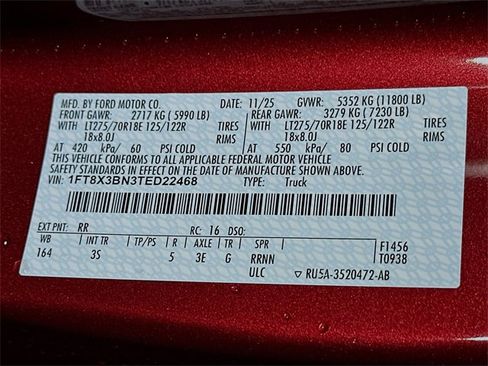 MFD. BY FORD MOTOR CO. 11/25 GVWR: 5352 KG (11800 LB)
FRONT GAWR: 2717 KG (5990 LB) REAR GAWR: 3279 KG (7230 LB)
WITH LT275/70R18E 125/122R TIRES WITH LT275/70R18E 125/122R TIRES
18x8.0J RIMS 18x8.0J RIMS
AT 420 kPa/ 60 PSI COLD AT 550 kPa/ 80 PSI COLD
THIS VEHICLE CONFORMS TO ALL APPLICABLE FEDERAL MOTOR VEHICLE
SAFETY STANDARDS IN EFFECT ON THE DATE OF MANUFACTURE SHOWN ABOVE.
VIN: 1FT8X3BN3TED22468 TYPE: Truck
EXT PNT: RR RC: 16 DSO:
WB INT TR TP/PS R AXLE TR SPR F1456
164 3S 5 3E G RRNN T0938
ULC ▼ RU5A-3520472-AB